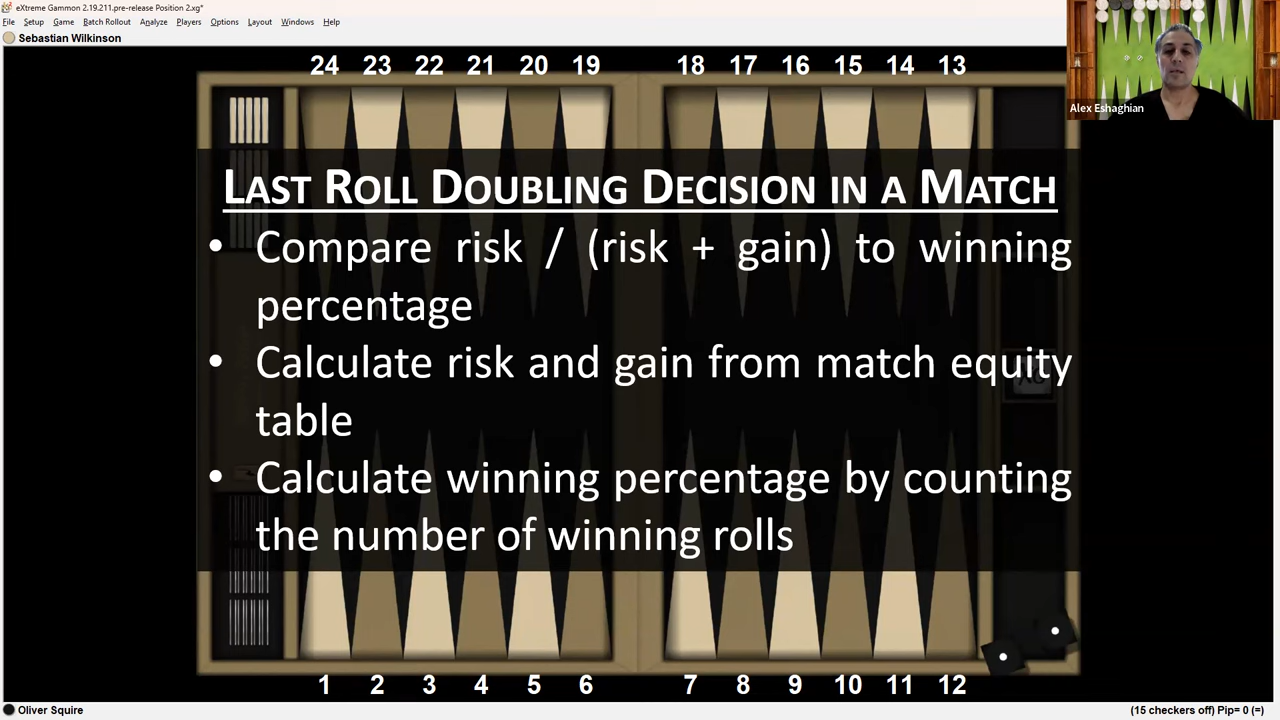 eXtreme Gammon 2.19.211.pre-release Position 2.xg*
File Setup Game Batch Rollout Analyze Players Options Layout Windows Help
Sebastian Wilkinson
24 23 22 21 20 19 18 17 16 15 14 13
Alex Eshaghian
LAST ROLL DOUBLING DECISION IN A MATCH
• Compare risk / (risk + gain) to winning
percentage
• Calculate risk and gain from match equity
table
• Calculate winning percentage by counting
the number of winning rolls
1 2 3 4 5 6 7 8 9 10 11 12
Oliver Squire
(15 checkers off) Pip= 0 (=)